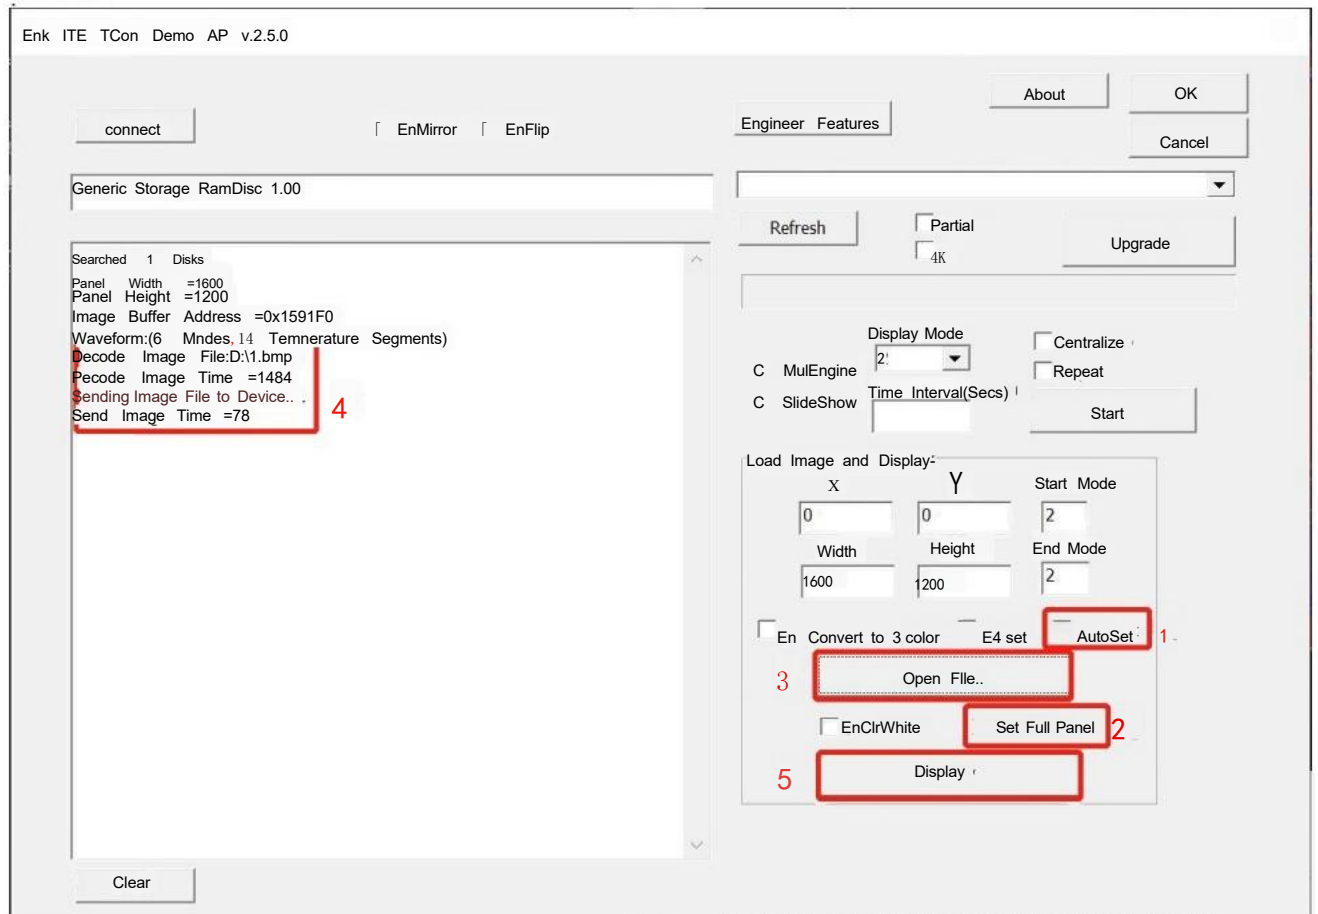 Enk ITE TCon Demo AP v.2.5.0
About
OK
connect
EnMirror
EnFlip
Engineer Features
Cancel
Generic Storage RamDisc 1.00
Refresh
Partial
4K
Upgrade
Searched 1 Disks
Panel Width =1600
Panel Height =1200
Image Buffer Address =0x1591F0
Waveform:(6 Mndes,14 Temnerature Segments)
Decode Image File:D:\1.bmp
Pecode Image Time =1484
Sending Image File to Device..
Send Image Time =78
4
Display Mode
Centralize
C MulEngine
2
Repeat
C SlideShow
Time Interval(Secs)
Start
Load Image and Display
X
Y
Start Mode
0
0
2
Width
Height
End Mode
1600
1200
2
En Convert to 3 color
E4 set
AutoSet
1
3
Open FIle..
EnClrWhite
Set Full Panel
2
5
Display
Clear